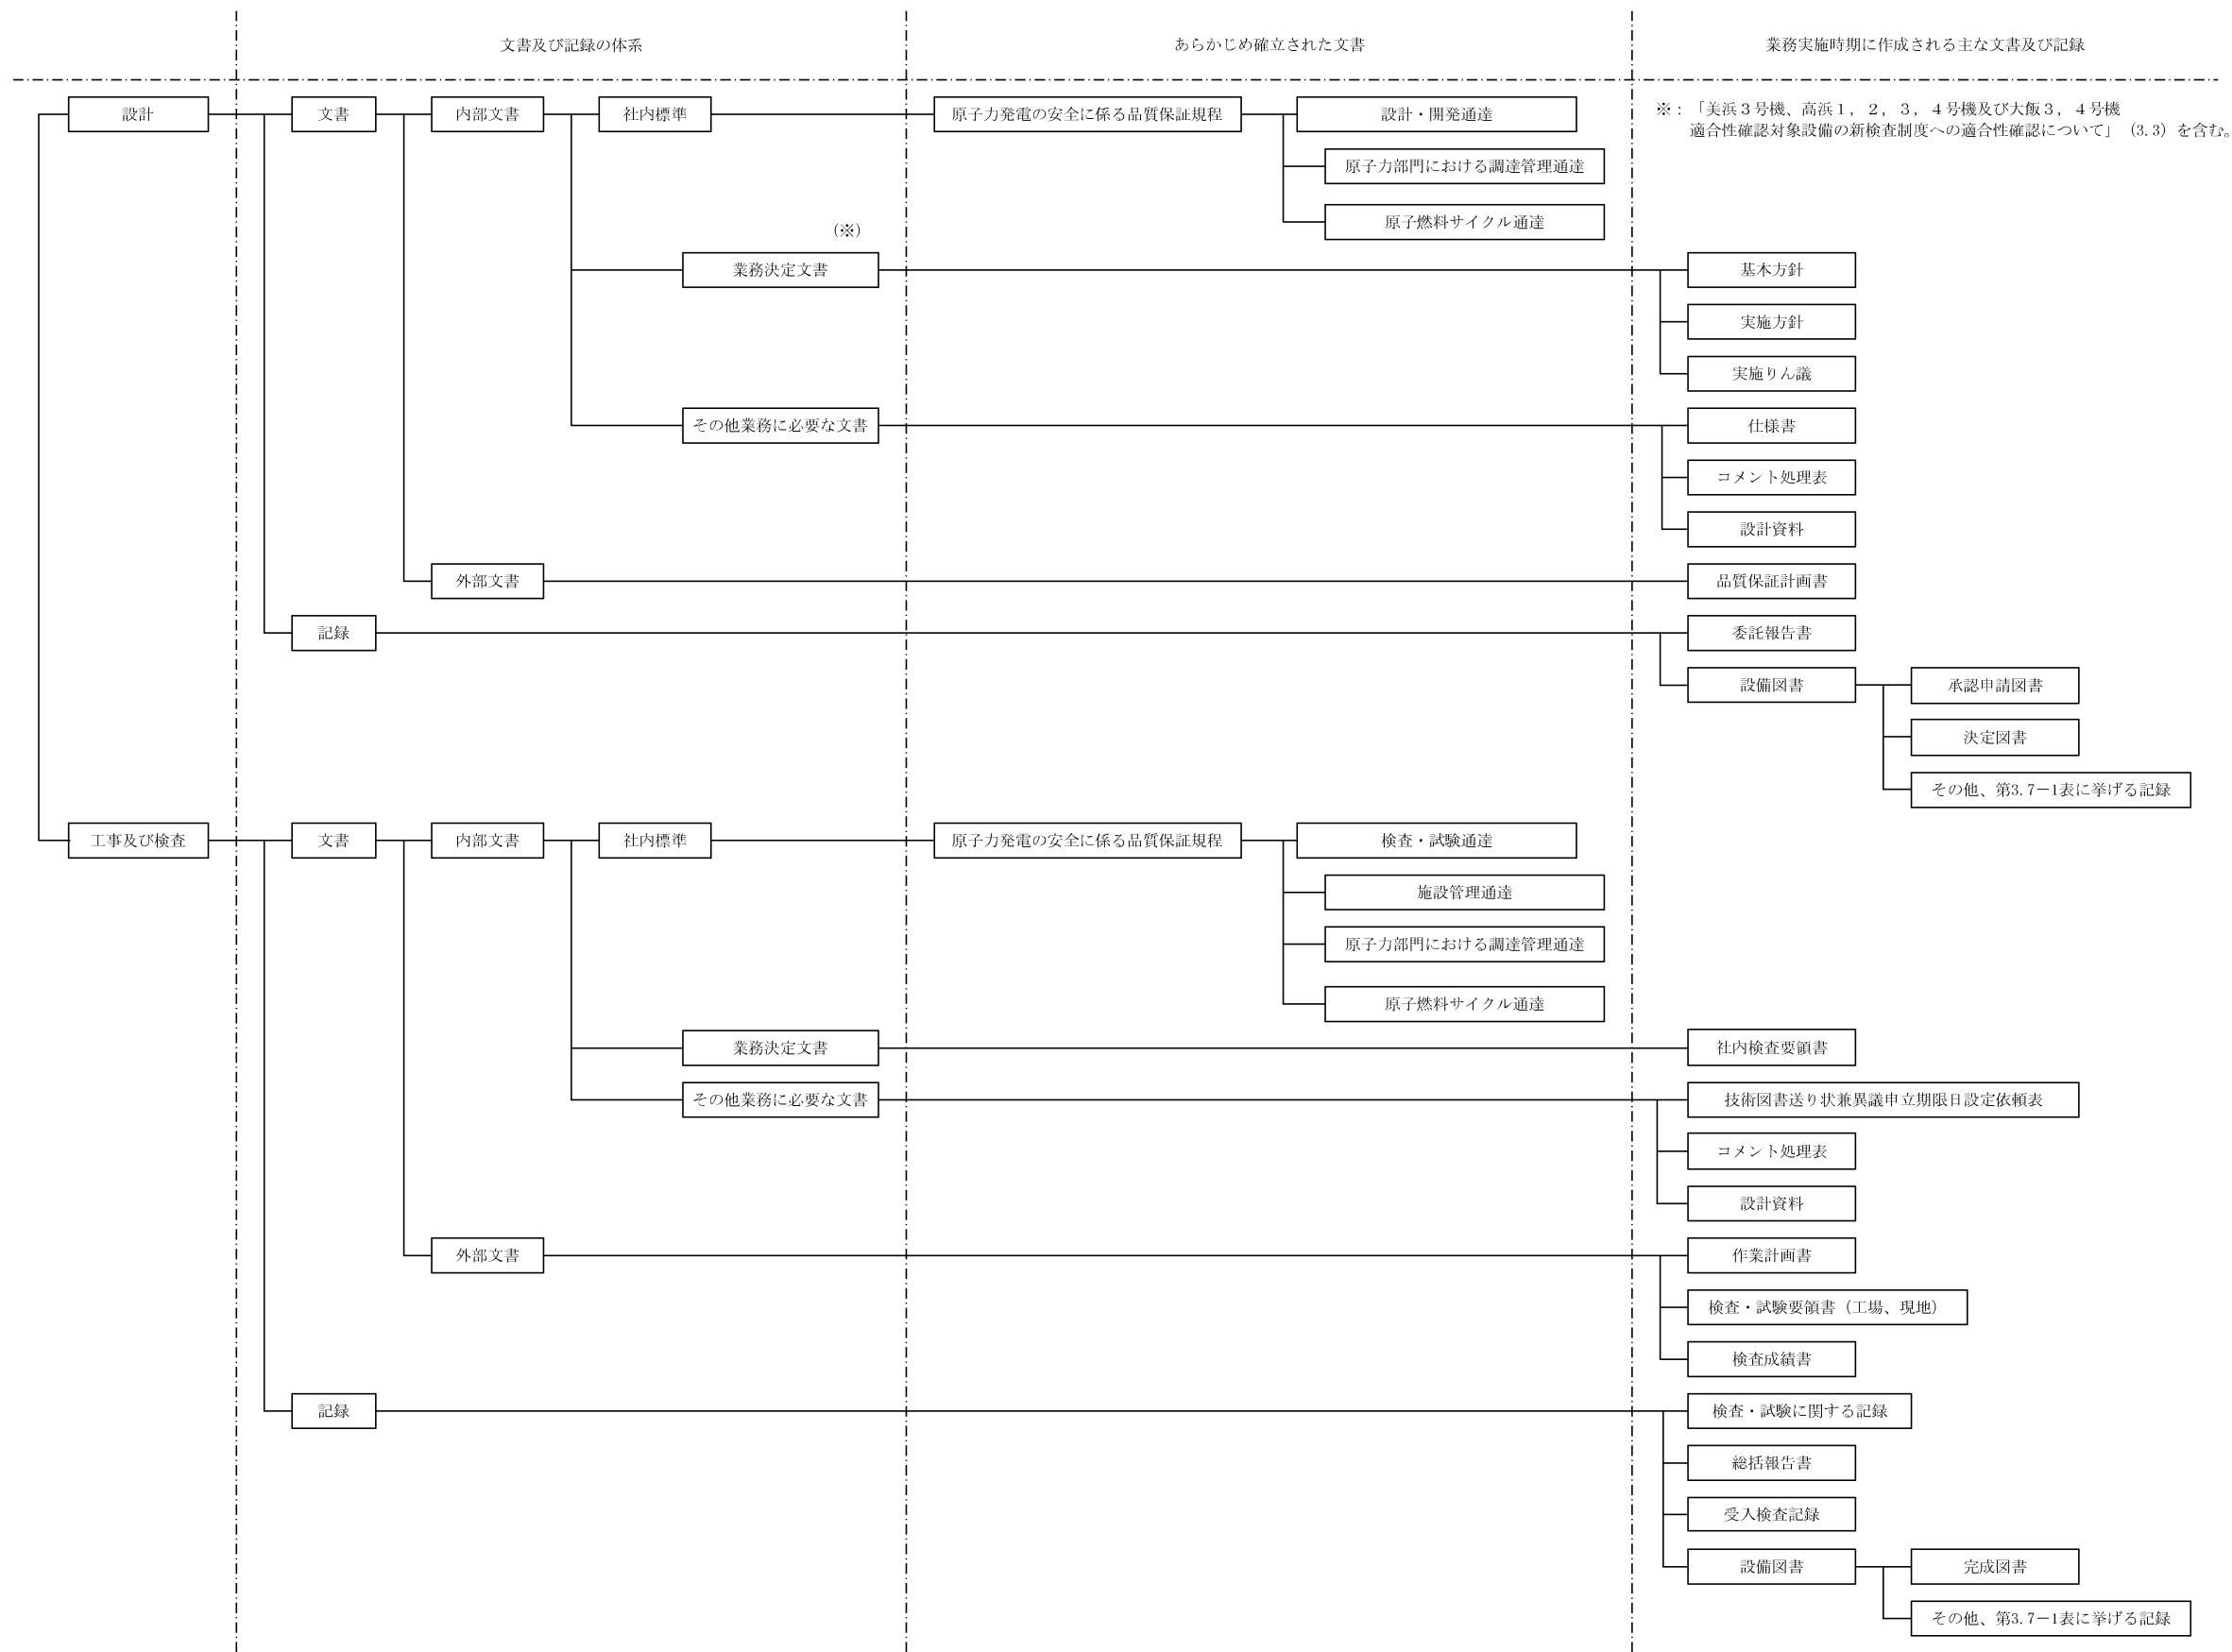 文書及び記録の体系
あらかじめ確立された文書
業務実施時期に作成される主な文書及び記録
設計
文書
内部文書
社内標準
原子力発電の安全に係る品質保証規程
設計・開発通達
※：「美浜３号機、高浜１，２，３，４号機及び大飯３，４号機
適合性確認対象設備の新検査制度への適合性確認について」（3.3）を含む。
原子力部門における調達管理通達
原子燃料サイクル通達
（※）
業務決定文書
基本方針
実施方針
実施りん議
その他業務に必要な文書
仕様書
コメント処理表
設計資料
外部文書
品質保証計画書
記録
委託報告書
設備図書
承認申請図書
決定図書
その他、第3.7－1表に挙げる記録
工事及び検査
文書
内部文書
社内標準
原子力発電の安全に係る品質保証規程
検査・試験通達
施設管理通達
原子力部門における調達管理通達
原子燃料サイクル通達
業務決定文書
社内検査要領書
その他業務に必要な文書
技術図書送り状兼異議申立期限日設定依頼表
コメント処理表
設計資料
外部文書
作業計画書
検査・試験要領書（工場、現地）
検査成績書
記録
検査・試験に関する記録
総括報告書
受入検査記録
設備図書
完成図書
その他、第3.7－1表に挙げる記録